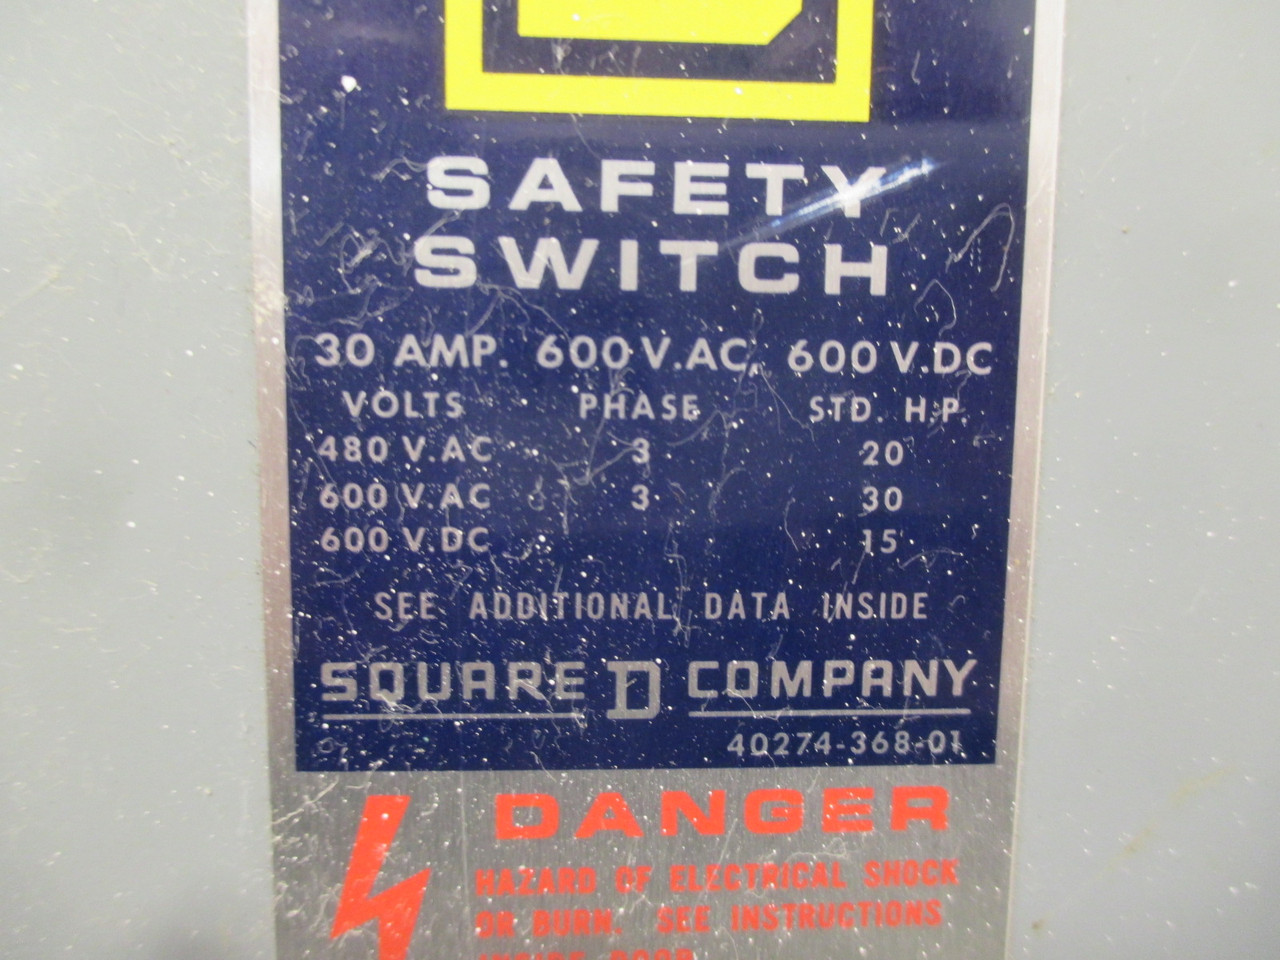 SAFETY
SWITCH
30 AMP. 600 V.AC, 600 V.DC
VOLTS PHASE STD. H.P.
480 V.AC 3 20
600 V.AC 3 30
600 V.DC 15
SEE ADDITIONAL DATA INSIDE
SQUARE D COMPANY
40274-368-01
DANGER
HAZARD OF ELECTRICAL SHOCK
OR BURN. SEE INSTRUCTIONS
INSIDE DOOR